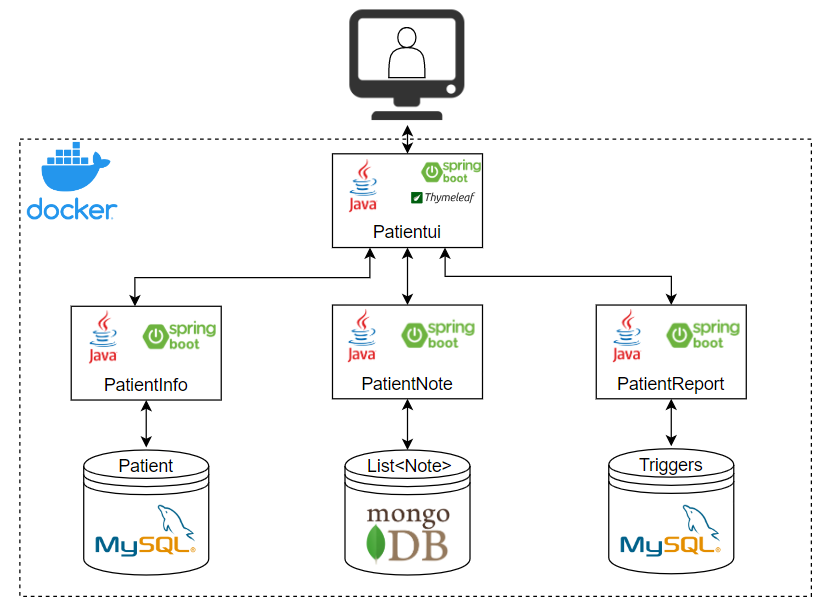 docker
Java
spring
boot
Thymeleaf
Patientui
Java
spring
boot
PatientInfo
Java
spring
boot
PatientNote
Java
spring
boot
PatientReport
Patient
MySQL®
List<Note>
mongo
DB
Triggers
MySQL®